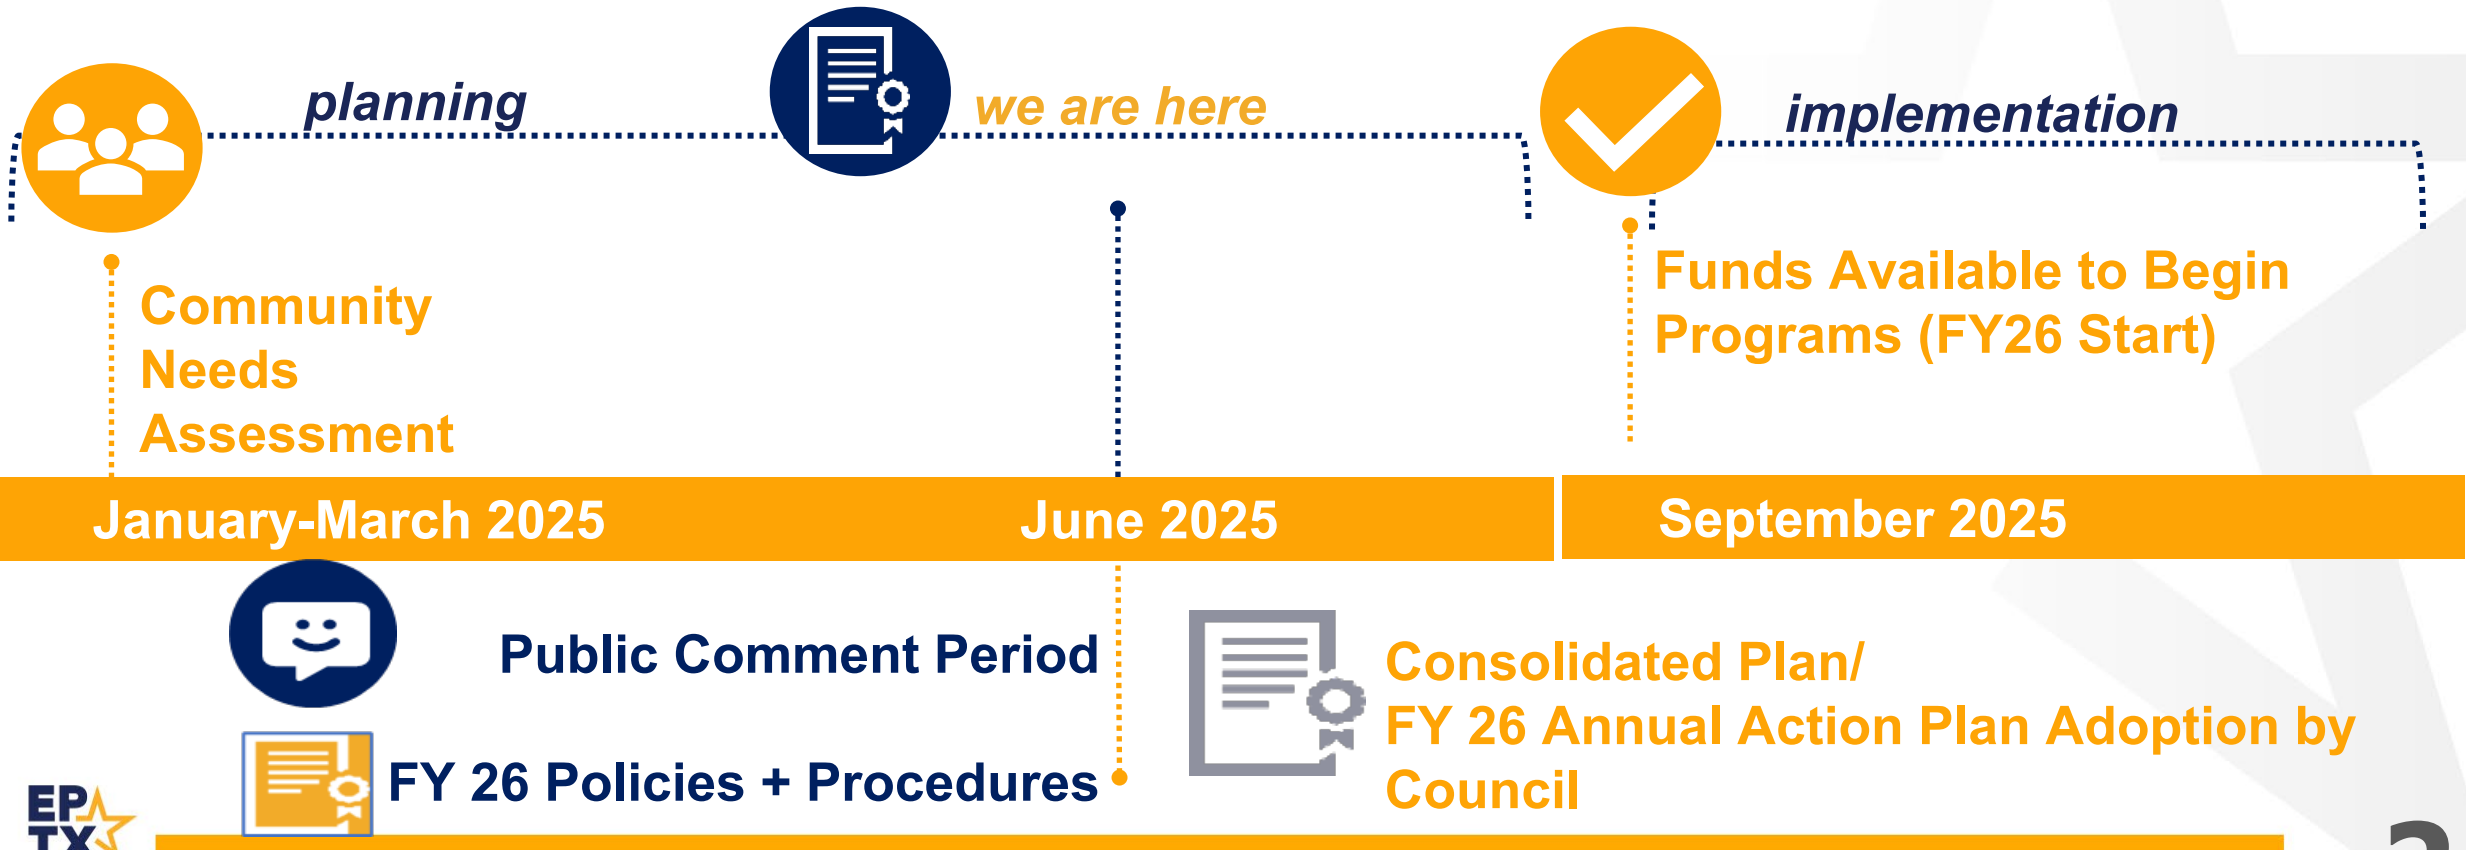 planning
we are here
implementation
Community
Needs
Assessment
Funds Available to Begin
Programs (FY26 Start)
January-March 2025
June 2025
September 2025
Public Comment Period
FY 26 Policies + Procedures
Consolidated Plan/
FY 26 Annual Action Plan Adoption by
Council
EP
TX